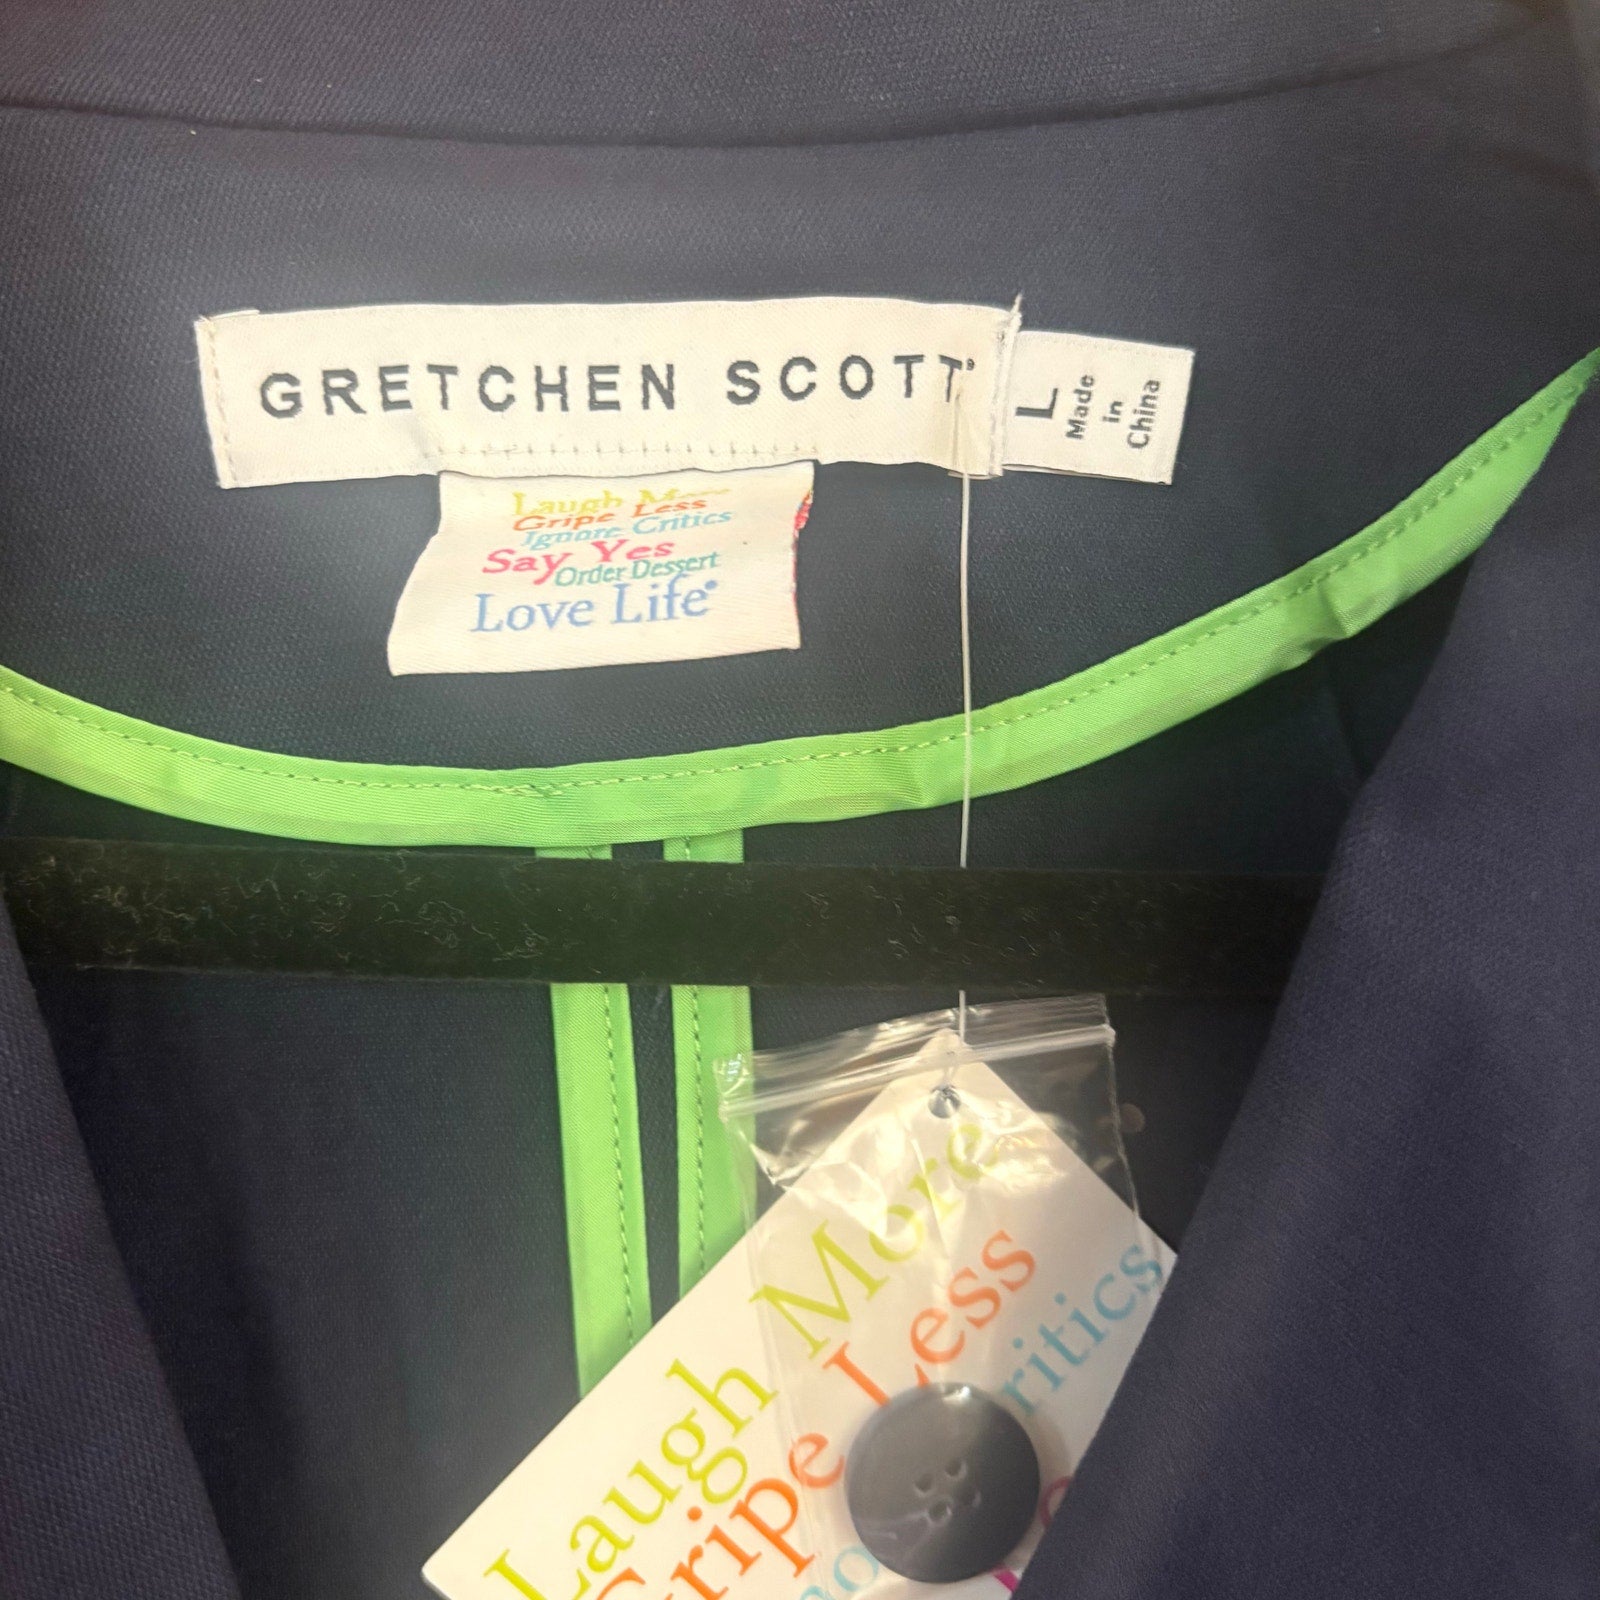 GRETCHEN SCOTT
L
Made
in
China
Laugh More
Gripe Less
Ignore Critics
Say Yes
Order Dessert
Love Life®
Laugh More
Gripe Less
ritics